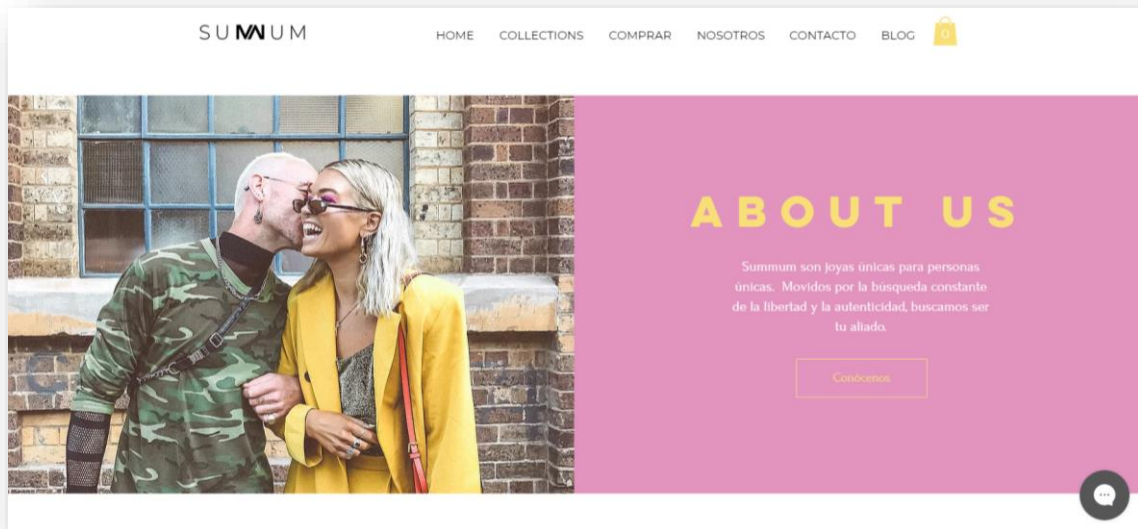 SUMMUM
HOME COLLECTIONS COMPRAR NOSOTROS CONTACTO BLOG 0
ABOUT US
Summum son joyas únicas para personas
únicas. Movidos por la búsqueda constante
de la libertad y la autenticidad, buscamos ser
tu aliado.
Conócenos